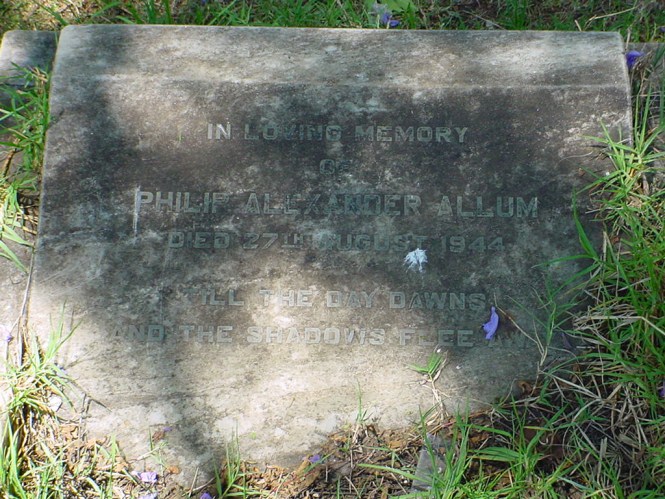 IN LOVING MEMORY
OF
PHILIP ALEXANDER ALLUM
DIED 27TH AUGUST 1944
TILL THE DAY DAWNS
AND THE SHADOWS FLEE